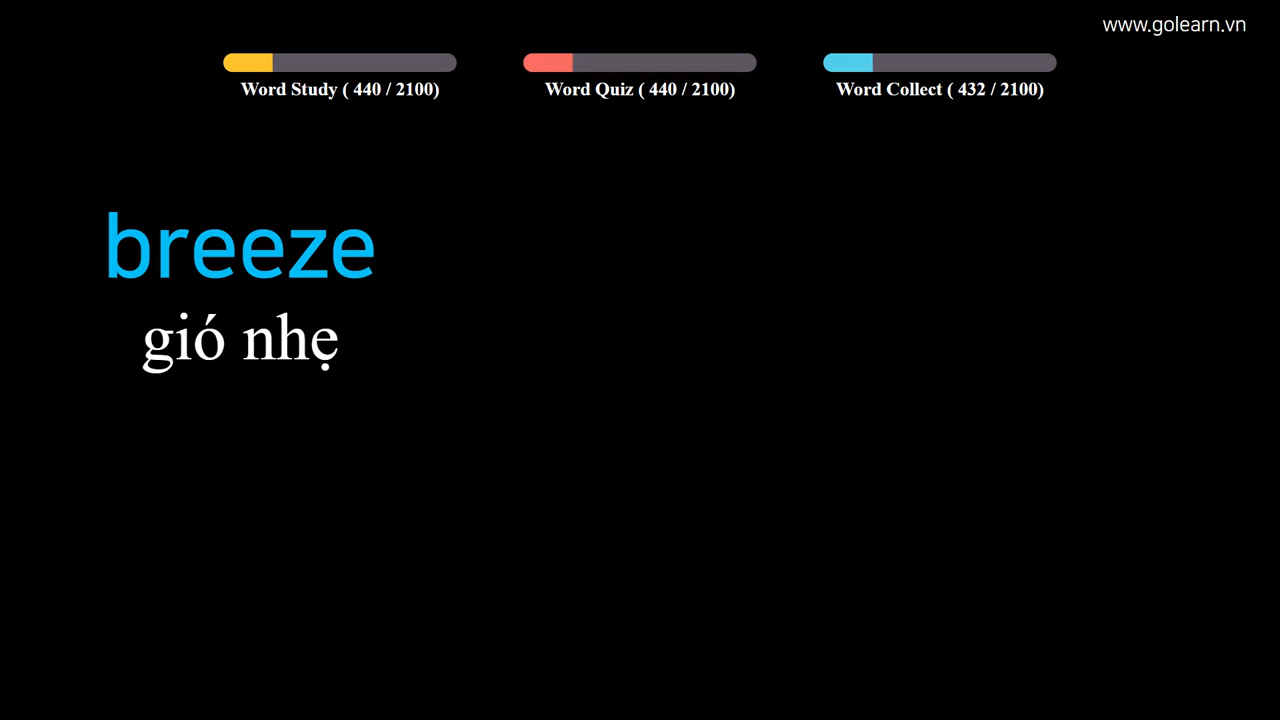 www.golearn.vn
Word Study ( 440 / 2100)
Word Quiz ( 440 / 2100)
Word Collect ( 432 / 2100)
breeze
gió nhẹ